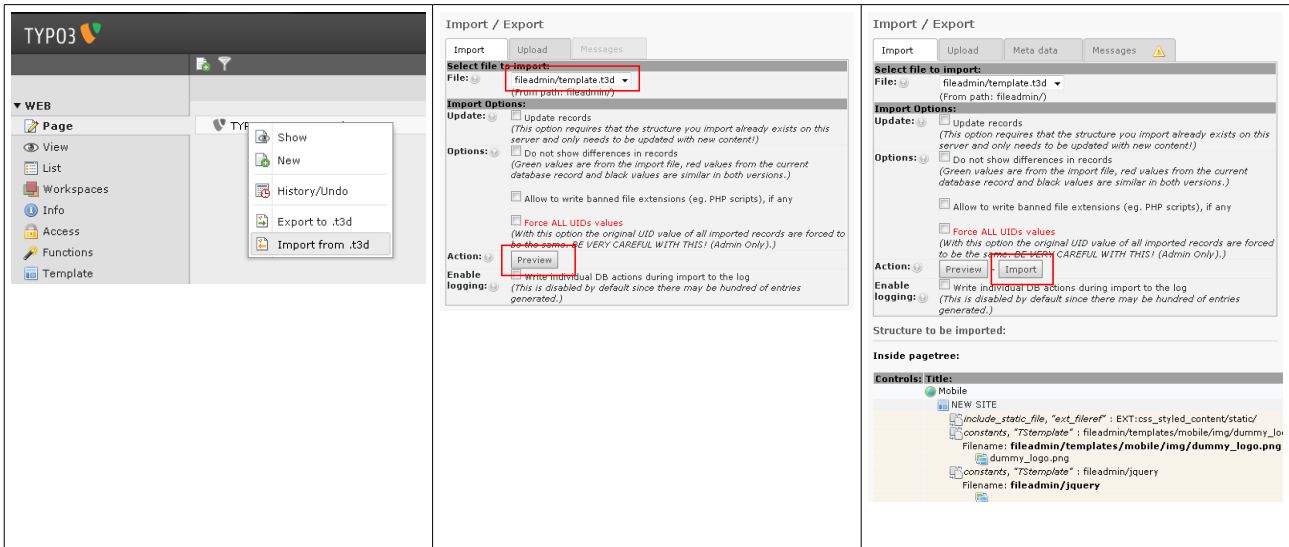 TYPO3
WEB
Page
View
List
Workspaces
Info
Access
Functions
Template
TYP
Show
New
History/Undo
Export to .t3d
Import from .t3d
Import / Export
Import
Upload
Messages
Select file to import:
File:
fileadmin/template.t3d
(From path: fileadmin/)
Import Options:
Update:
Update records
(This option requires that the structure you import already exists on this
server and only needs to be updated with new content!)
Options:
Do not show differences in records
(Green values are from the import file, red values from the current
database record and black values are similar in both versions.)
Allow to write banned file extensions (eg. PHP scripts), if any
Force ALL UIDs values
(With this option the original UID value of all imported records are forced to
be the same. BE VERY CAREFUL WITH THIS! (Admin Only).)
Action:
Preview
Enable
logging:
Write individual DB actions during import to the log
(This is disabled by default since there may be hundred of entries
generated.)
Import / Export
Import
Upload
Meta data
Messages
Select file to import:
File:
fileadmin/template.t3d
(From path: fileadmin/)
Import Options:
Update:
Update records
(This option requires that the structure you import already exists on this
server and only needs to be updated with new content!)
Options:
Do not show differences in records
(Green values are from the import file, red values from the current
database record and black values are similar in both versions.)
Allow to write banned file extensions (eg. PHP scripts), if any
Force ALL UIDs values
(With this option the original UID value of all imported records are forced
to be the same. BE VERY CAREFUL WITH THIS! (Admin Only).)
Action:
Preview - Import
Enable
logging:
Write individual DB actions during import to the log
(This is disabled by default since there may be hundred of entries
generated.)
Structure to be imported:
Inside pagetree:
Controls: Title:
Mobile
NEW SITE
include_static_file, "ext_fileref" : EXT:css_styled_content/static/
constants, "TStemplate" : fileadmin/templates/mobile/img/dummy_lo
Filename: fileadmin/templates/mobile/img/dummy_logo.png
dummy_logo.png
constants, "TStemplate" : fileadmin/jquery
Filename: fileadmin/jquery